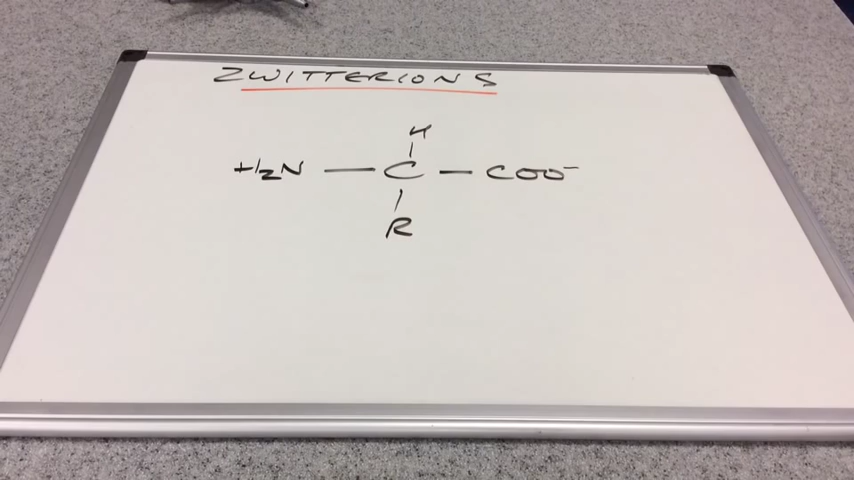 ZWITTERIONS
H
H₂N — C — COO⁻
R